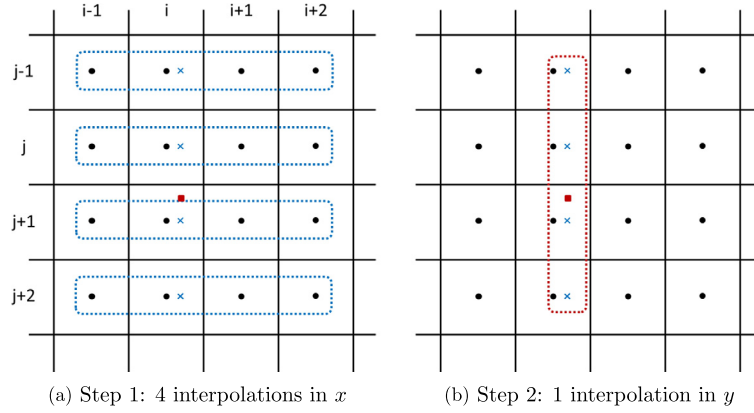 i-1 i i+1 i+2
j-1
j
j+1
j+2
(a) Step 1: 4 interpolations in x
(b) Step 2: 1 interpolation in y